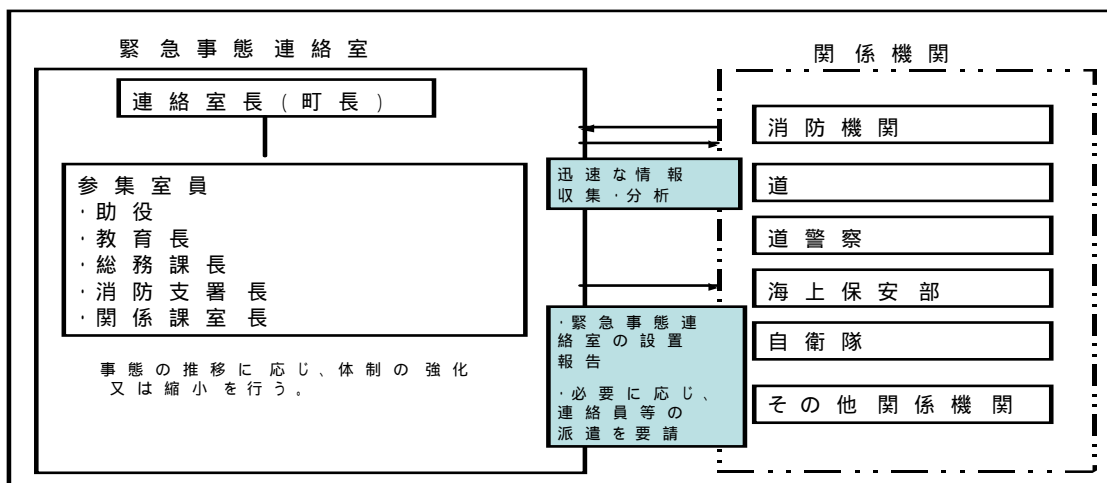 緊急事態連絡室
連絡室長(町長)
参集室員
・助役
・教育長
・総務課長
・消防支署長
・関係課室長
事態の推移に応じ、体制の強化
又は縮小を行う。
迅速な情報
収集・分析
・緊急事態連
絡室の設置
報告
・必要に応じ、
連絡員等の
派遣を要請
関係機関
消防機関
道
道警察
海上保安部
自衛隊
その他関係機関